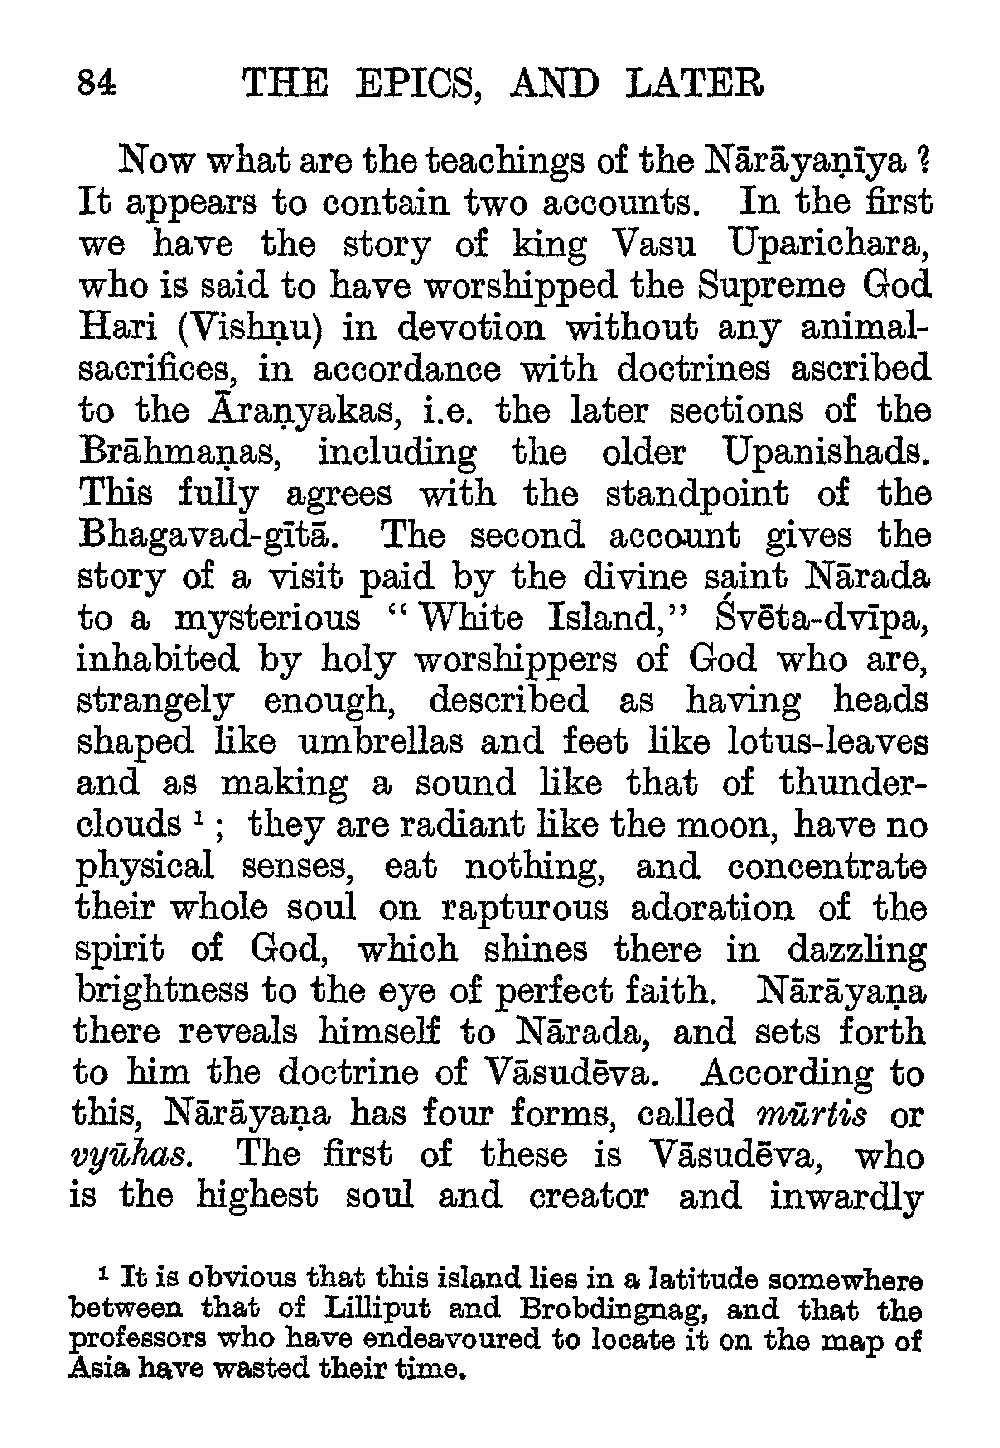 84 THE EPICS, AND LATER
Now what are the teachings of the Nārāyaṇīya ?
It appears to contain two accounts. In the first
we have the story of king Vasu Uparichara,
who is said to have worshipped the Supreme God
Hari (Vishṇu) in devotion without any animal-
sacrifices, in accordance with doctrines ascribed
to the Āraṇyakas, i.e. the later sections of the
Brāhmaṇas, including the older Upanishads.
This fully agrees with the standpoint of the
Bhagavad-gītā. The second account gives the
story of a visit paid by the divine saint Nārada
to a mysterious “White Island,” Śvēta-dvīpa,
inhabited by holy worshippers of God who are,
strangely enough, described as having heads
shaped like umbrellas and feet like lotus-leaves
and as making a sound like that of thunder-
clouds ¹ ; they are radiant like the moon, have no
physical senses, eat nothing, and concentrate
their whole soul on rapturous adoration of the
spirit of God, which shines there in dazzling
brightness to the eye of perfect faith. Nārāyaṇa
there reveals himself to Nārada, and sets forth
to him the doctrine of Vāsudēva. According to
this, Nārāyaṇa has four forms, called mūrtis or
vyūhas. The first of these is Vāsudēva, who
is the highest soul and creator and inwardly
¹ It is obvious that this island lies in a latitude somewhere
between that of Lilliput and Brobdingnag, and that the
professors who have endeavoured to locate it on the map of
Asia have wasted their time.